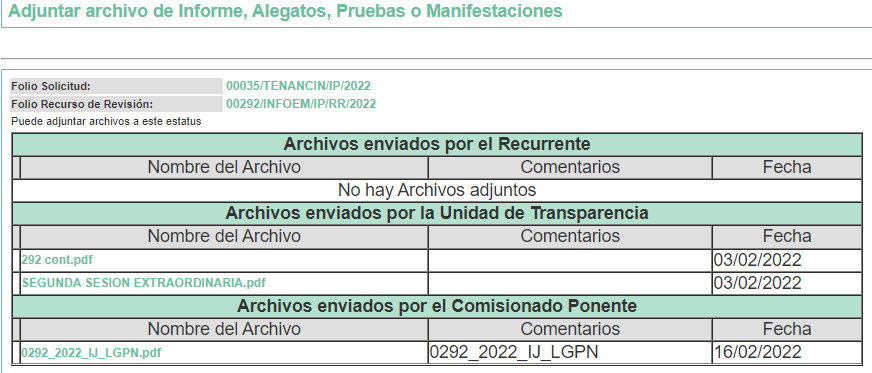 Adjuntar archivo de Informe, Alegatos, Pruebas o Manifestaciones
Folio Solicitud: 00035/TENANCIN/IP/2022
Folio Recurso de Revisión: 00292/INFOEM/IP/RR/2022
Puede adjuntar archivos a este estatus
Archivos enviados por el Recurrente
Nombre del Archivo Comentarios Fecha
No hay Archivos adjuntos
Archivos enviados por la Unidad de Transparencia
Nombre del Archivo Comentarios Fecha
292 cont.pdf 03/02/2022
SEGUNDA SESION EXTRAORDINARIA.pdf 03/02/2022
Archivos enviados por el Comisionado Ponente
Nombre del Archivo Comentarios Fecha
0292_2022_IJ_LGPN.pdf 0292_2022_IJ_LGPN 16/02/2022